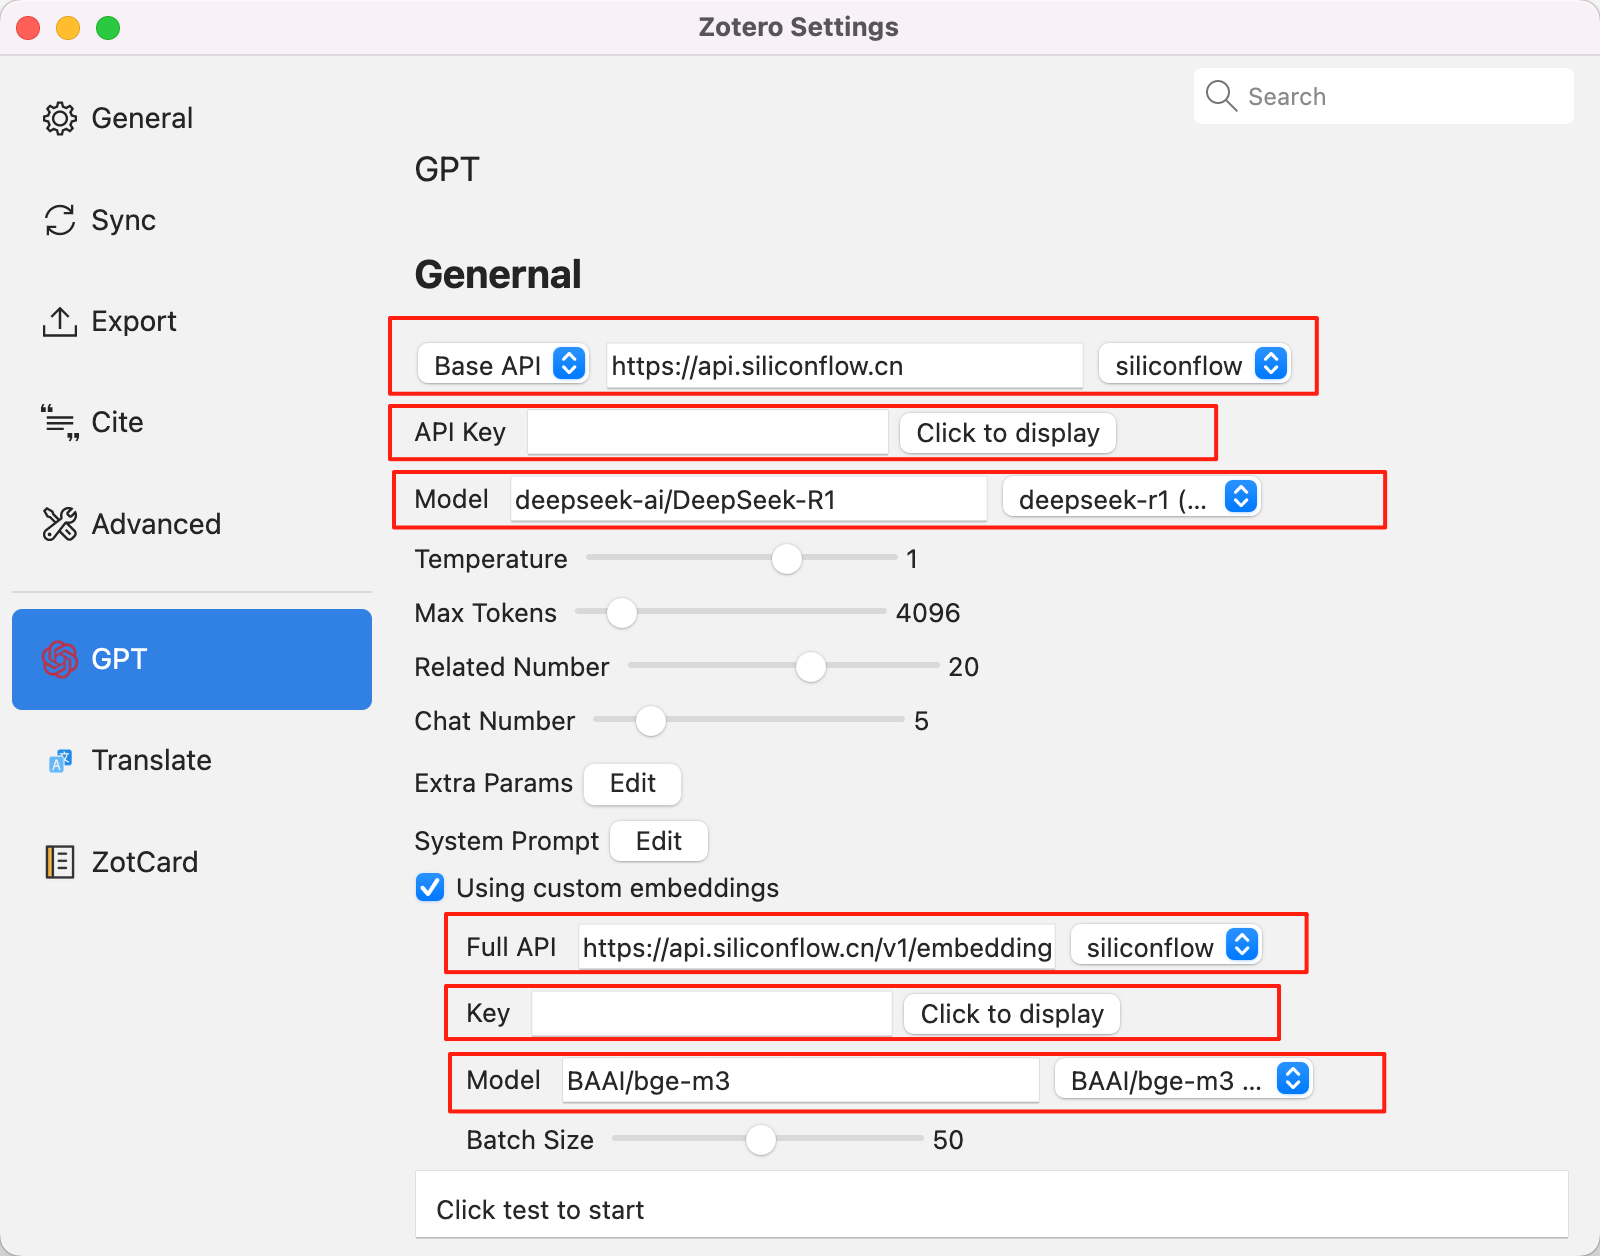 Zotero Settings
Search
General
Sync
Export
Cite
Advanced
GPT
Translate
ZotCard
GPT
Genernal
Base API https://api.siliconflow.cn siliconflow
API Key Click to display
Model deepseek-ai/DeepSeek-R1 deepseek-r1 (...
Temperature 1
Max Tokens 4096
Related Number 20
Chat Number 5
Extra Params Edit
System Prompt Edit
Using custom embeddings
Full API https://api.siliconflow.cn/v1/embedding siliconflow
Key Click to display
Model BAAI/bge-m3 BAAI/bge-m3 ...
Batch Size 50
Click test to start